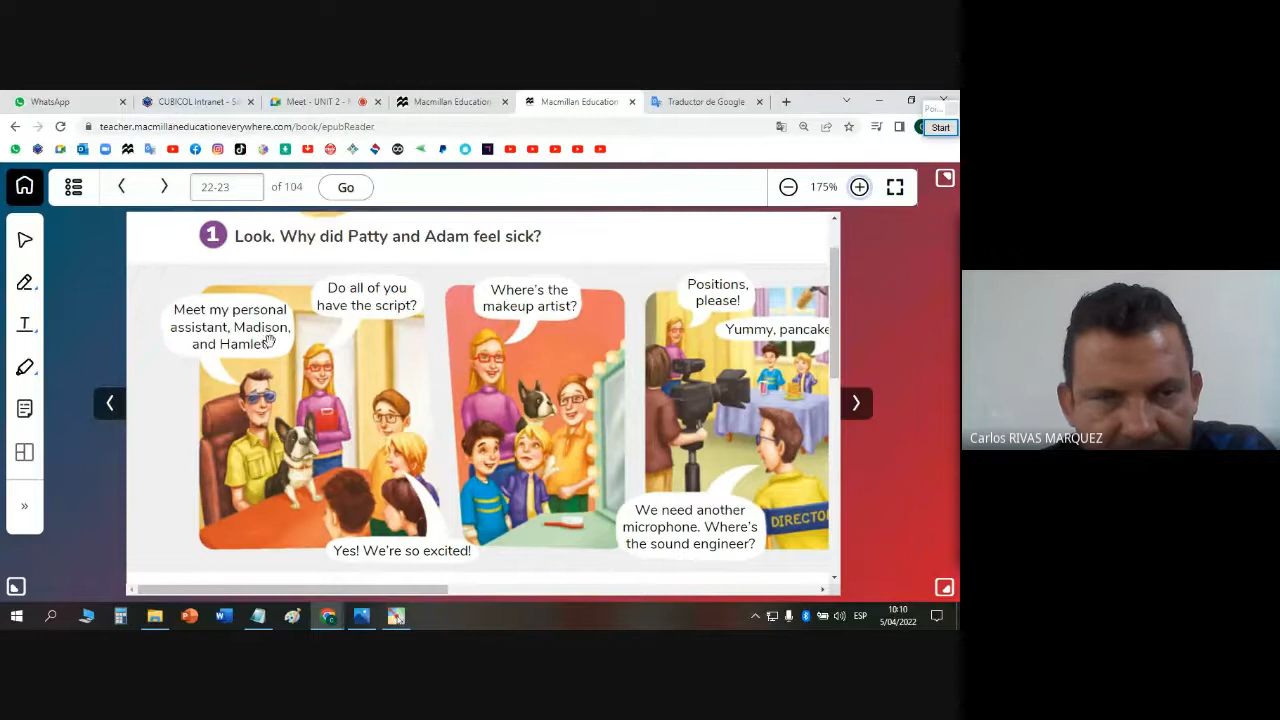 WhatsApp
CUBICOL Intranet - Sa
Meet - UNIT 2 -
Macmillan Education
Macmillan Education
Traductor de Google
teacher.macmillaneducationeverywhere.com/book/epubReader
Start
22-23 of 104 Go
175%
1 Look. Why did Patty and Adam feel sick?
Meet my personal
assistant, Madison,
and Hamlet.
Do all of you
have the script?
Yes! We're so excited!
Where's the
makeup artist?
Positions,
please!
Yummy, pancake
We need another
microphone. Where's
the sound engineer?
DIRECTO
Carlos RIVAS MARQUEZ
ESP
10:10
5/04/2022